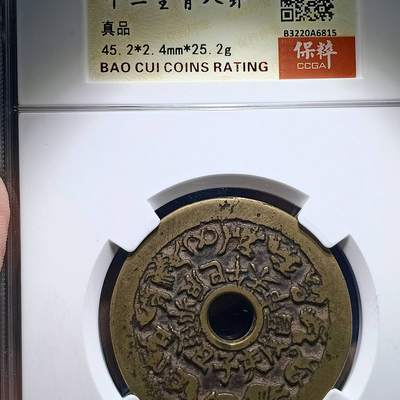 十二生肖八卦
真品
45.2*2.4mm*25.2g
BAO CUI COINS RATING
B3220A6815
保粹
CCGA